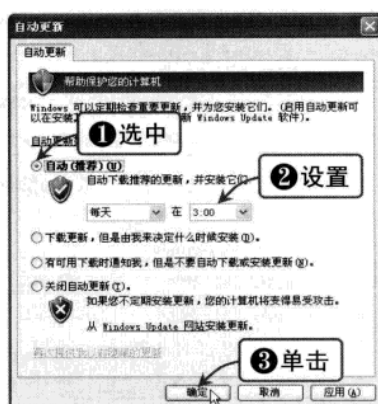 自动更新
自动更新
帮助保护您的计算机
Windows 可以定期检查重要更新，并为您安装它们。(启用自动更新可
以在安装 新 Windows Update 软件)。
自动更新
❶选中
自动(推荐)(U)
自动下载推荐的更新，并安装它们
❷设置
每天 在 3:00
下载更新，但是由我来决定什么时候安装(D)。
有可用下载时通知我，但是不要自动下载或安装更新(N)。
关闭自动更新(T)。
如果您不定期安装更新，您的计算机将变得易受攻击。
从 Windows Update 网站安装更新。
❸单击
确定 取消 应用(A)